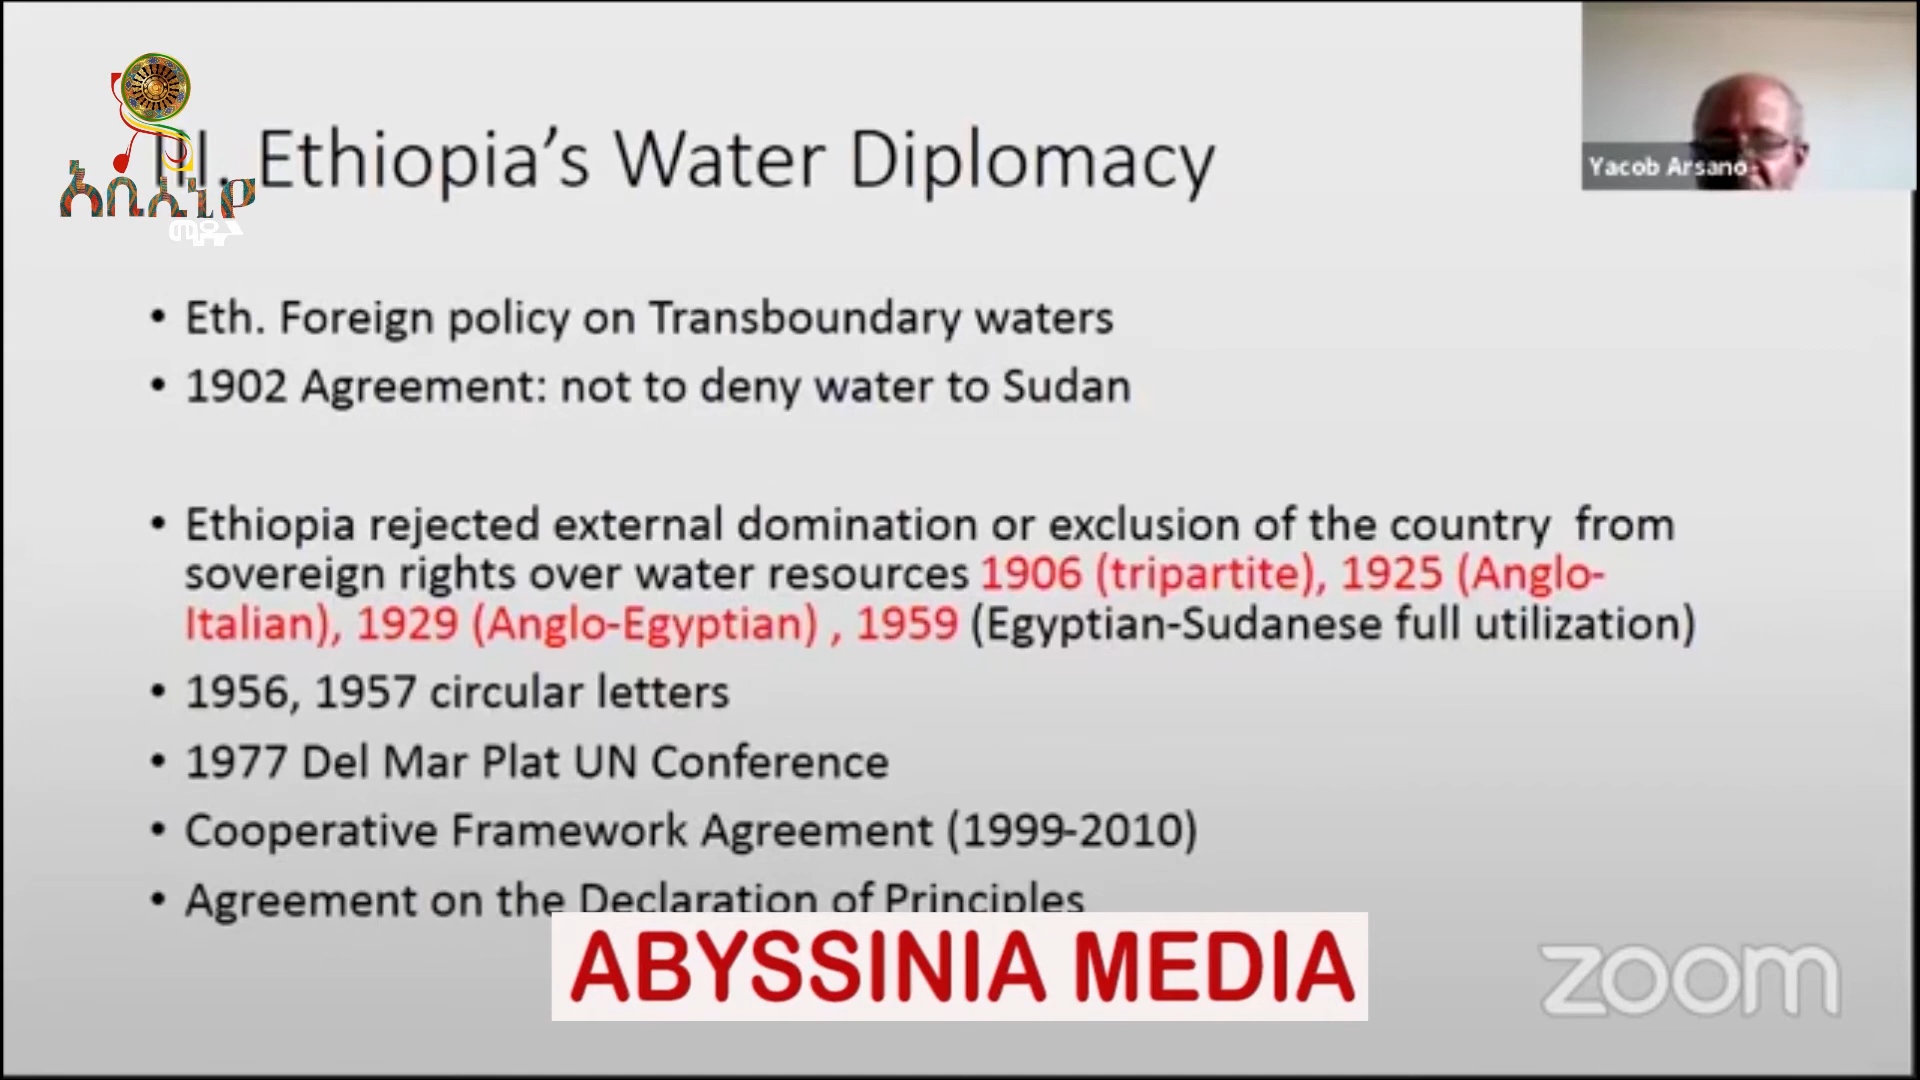 Yacob Arsano
III. Ethiopia's Water Diplomacy
አቢሲኒያ
ሚዲያ
• Eth. Foreign policy on Transboundary waters
• 1902 Agreement: not to deny water to Sudan
• Ethiopia rejected external domination or exclusion of the country from
sovereign rights over water resources 1906 (tripartite), 1925 (Anglo-
Italian), 1929 (Anglo-Egyptian) , 1959 (Egyptian-Sudanese full utilization)
• 1956, 1957 circular letters
• 1977 Del Mar Plat UN Conference
• Cooperative Framework Agreement (1999-2010)
• Agreement on the Declaration of Principles
ABYSSINIA MEDIA
zoom